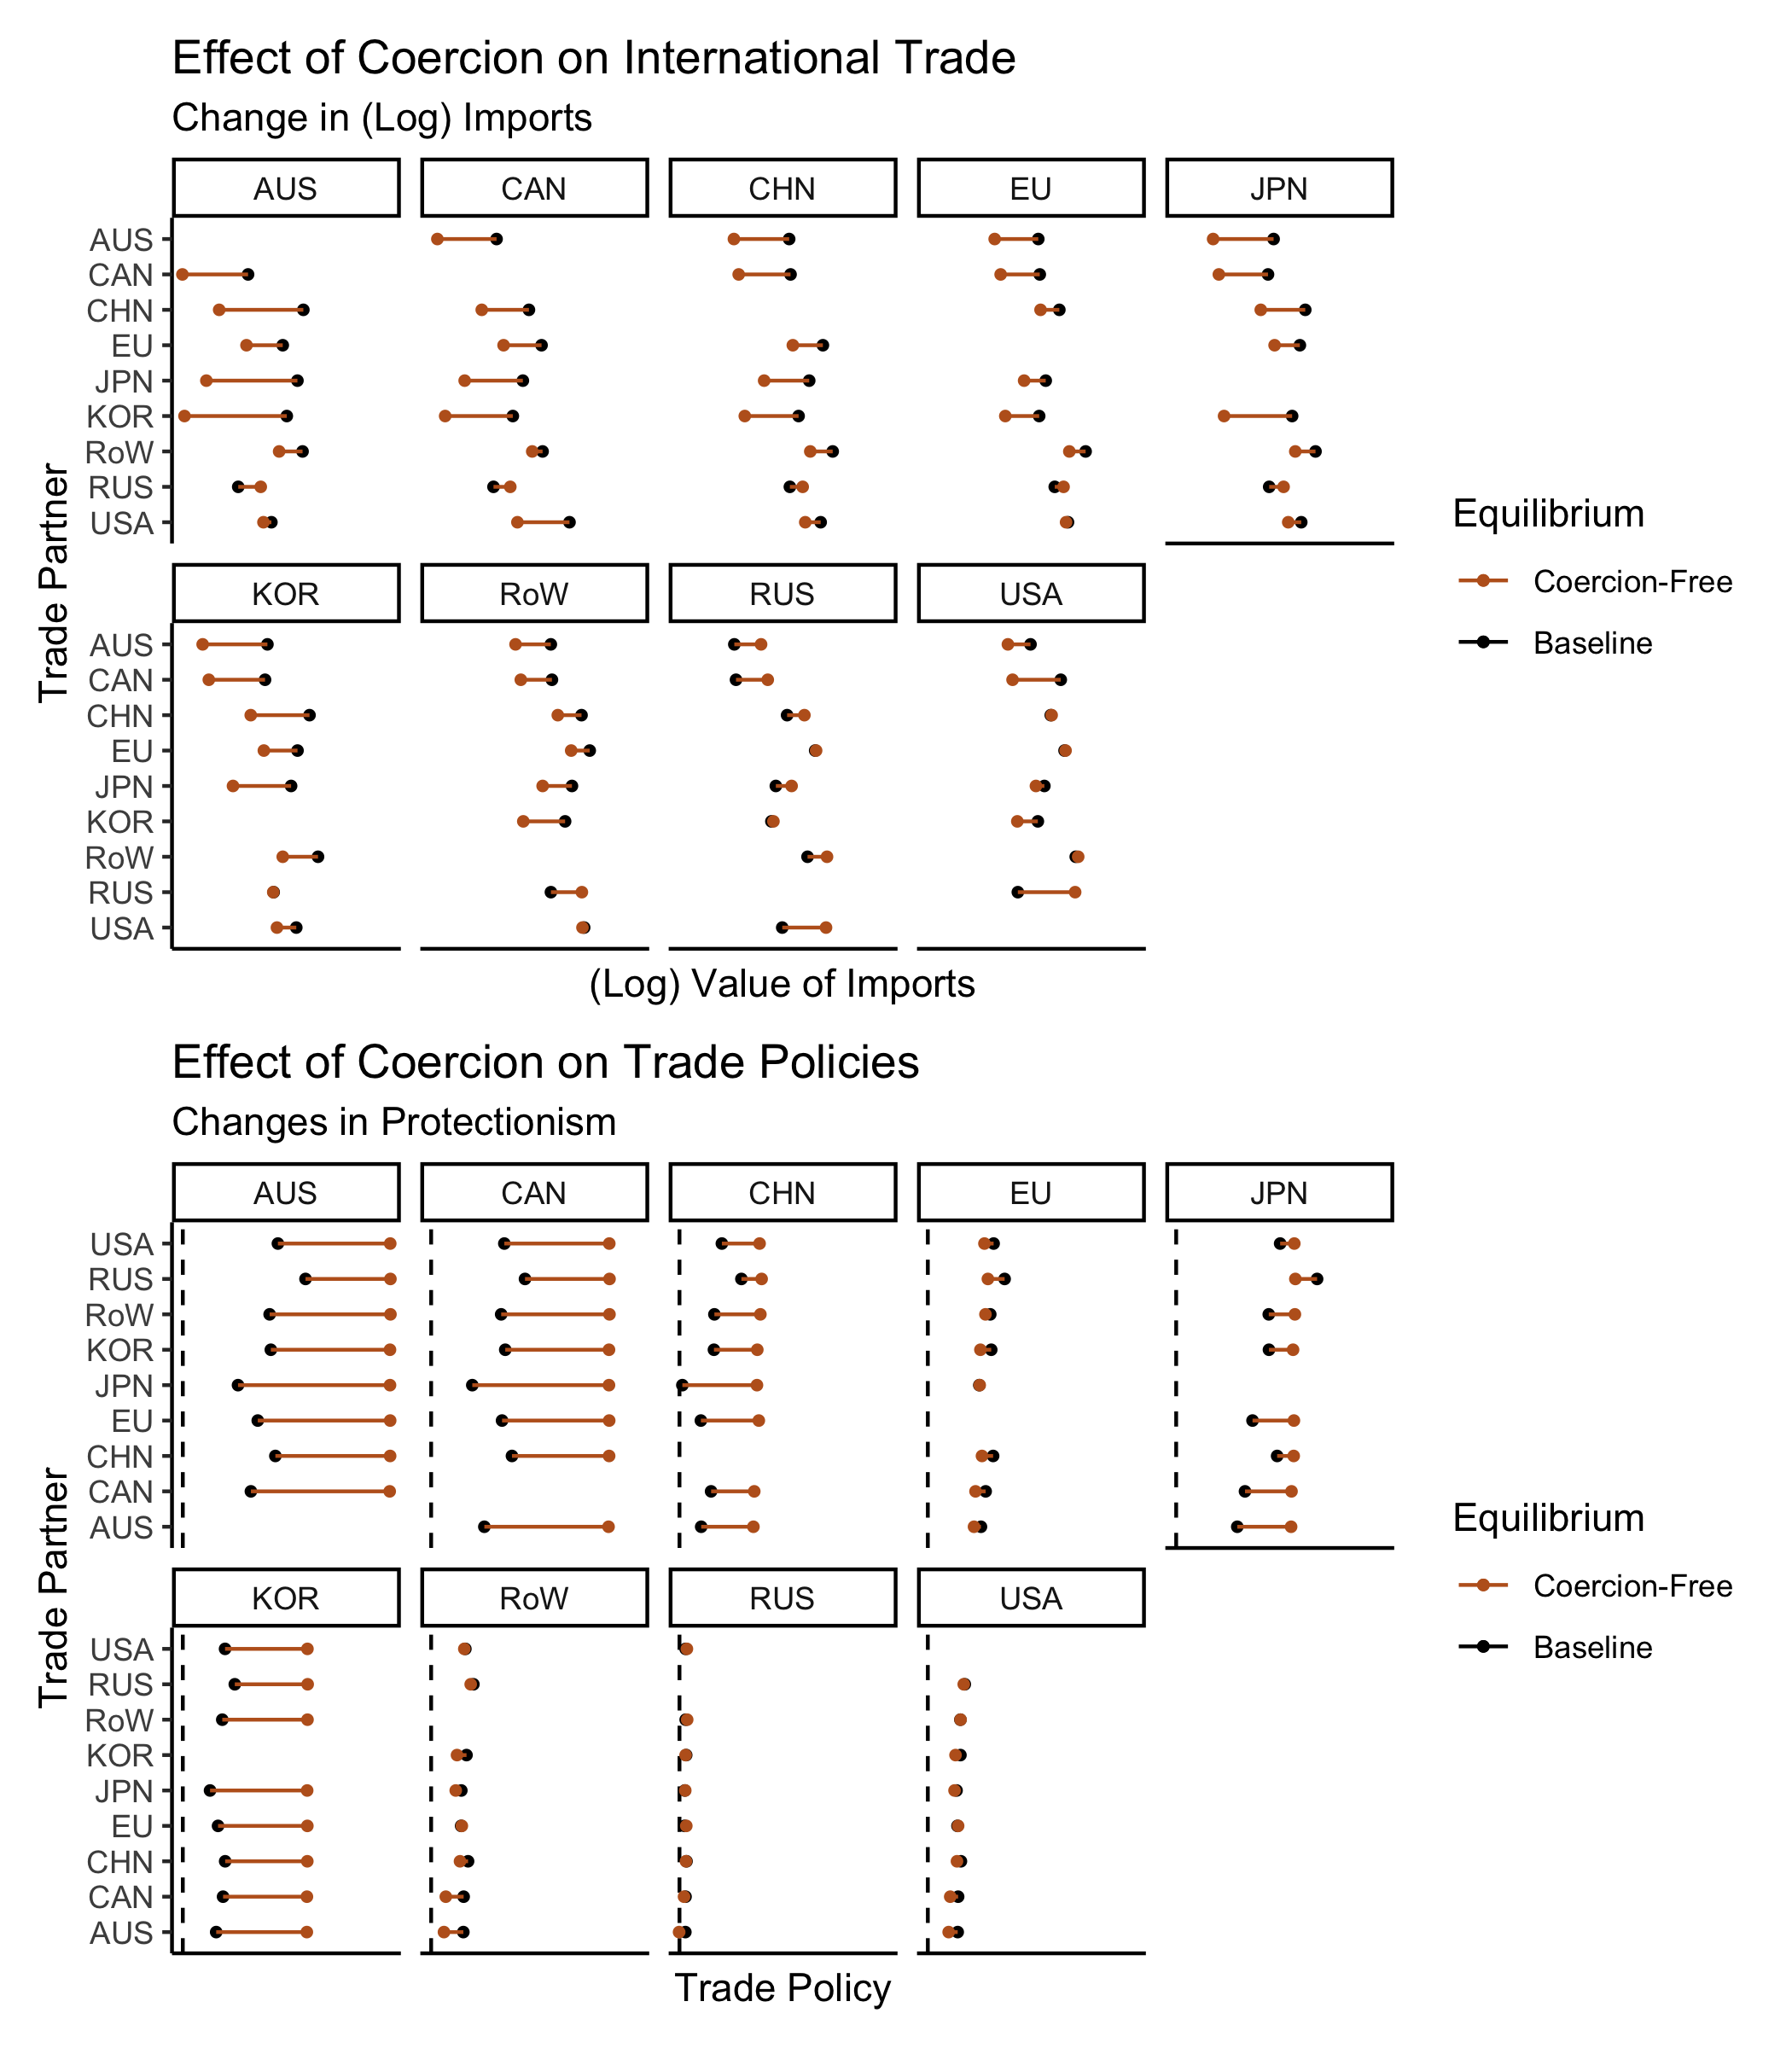 Effect of Coercion on International Trade
Change in (Log) Imports
AUS CAN CHN EU JPN
AUS
CAN
CHN
EU
JPN
KOR
RoW
RUS
USA
KOR RoW RUS USA
AUS
CAN
CHN
EU
JPN
KOR
RoW
RUS
USA
Trade Partner
(Log) Value of Imports
Equilibrium
Coercion-Free
Baseline
Effect of Coercion on Trade Policies
Changes in Protectionism
AUS CAN CHN EU JPN
USA
RUS
RoW
KOR
JPN
EU
CHN
CAN
AUS
KOR RoW RUS USA
USA
RUS
RoW
KOR
JPN
EU
CHN
CAN
AUS
Trade Partner
Trade Policy
Equilibrium
Coercion-Free
Baseline